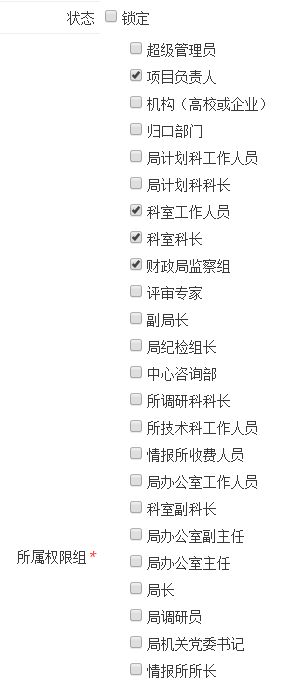 状态 锁定
超级管理员
项目负责人
机构（高校或企业）
归口部门
局计划科工作人员
局计划科科长
科室工作人员
科室科长
财政局监察组
评审专家
副局长
局纪检组长
中心咨询部
所调研科科长
所技术科工作人员
情报所收费人员
局办公室工作人员
科室副科长
局办公室副主任
所属权限组 * 局办公室主任
局长
局调研员
局机关党委书记
情报所所长